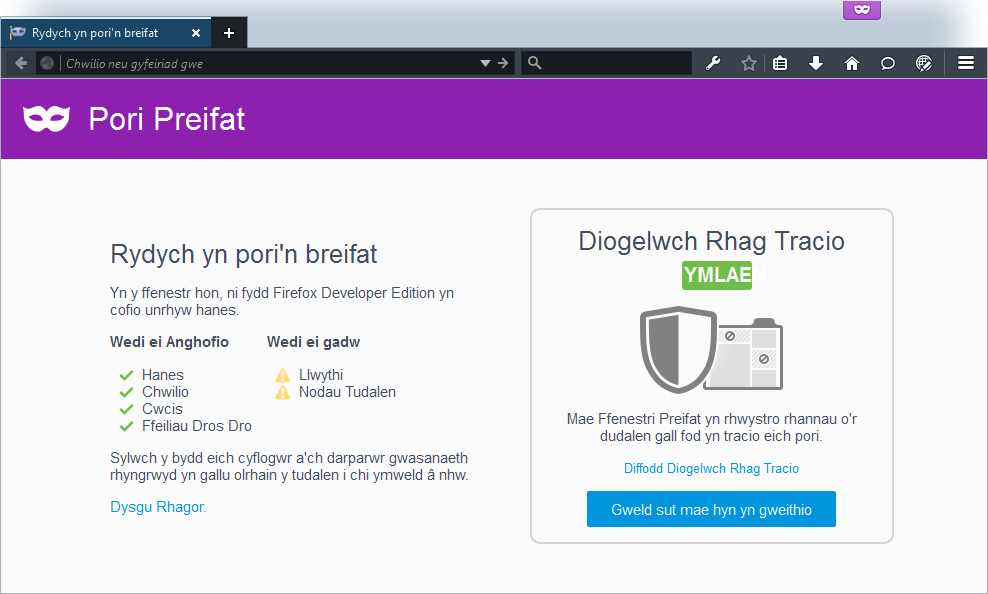 Rydych yn pori'n breifat
Chwilio neu gyfeiriad gwe
Pori Preifat
Rydych yn pori'n breifat
Yn y ffenestr hon, ni fydd Firefox Developer Edition yn
cofio unrhyw hanes.
Wedi ei Anghofio
Wedi ei gadw
Hanes
Chwilio
Cwcis
Ffeiliau Dros Dro
Llwythi
Nodau Tudalen
Sylwch y bydd eich cyflogwr a'ch darparwr gwasanaeth
rhyngrwyd yn gallu olrhain y tudalen i chi ymweld â nhw.
Dysgu Rhagor.
Diogelwch Rhag Tracio
YMLAEN
Mae Ffenestri Preifat yn rhwystro rhannau o'r
dudalen gall fod yn tracio eich pori.
Diffodd Diogelwch Rhag Tracio
Gweld sut mae hyn yn gweithio